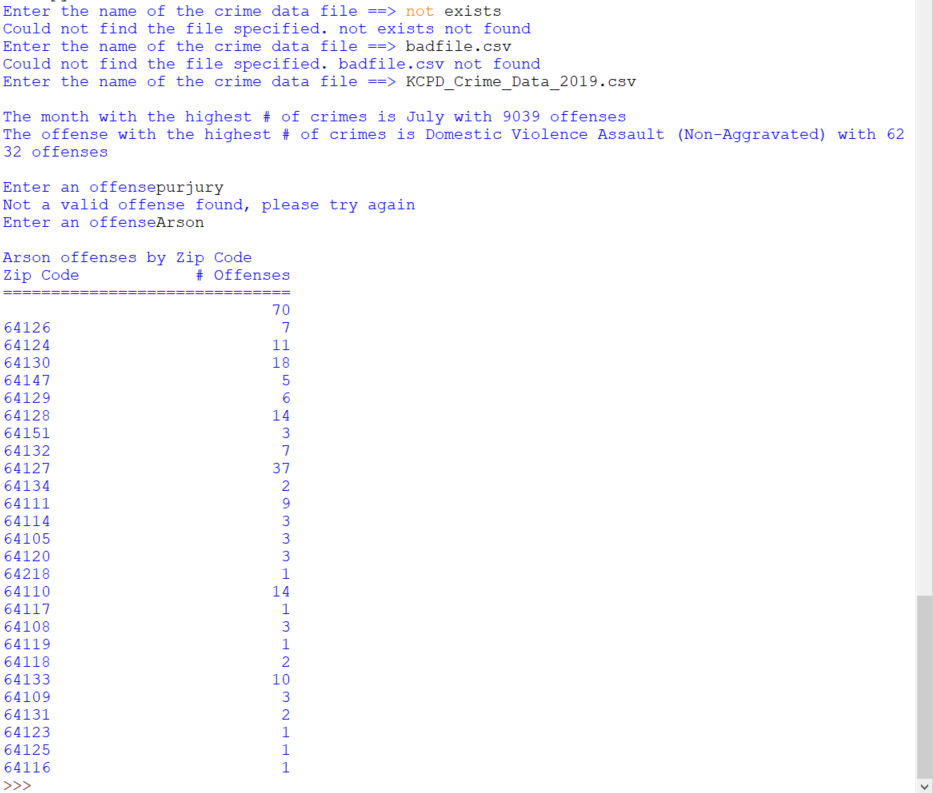 Enter the name of the crime data file ==> not exists
Could not find the file specified. not exists not found
Enter the name of the crime data file ==> badfile.csv
Could not find the file specified. badfile.csv not found
Enter the name of the crime data file ==> KCPD_Crime_Data_2019.csv
The month with the highest # of crimes is July with 9039 offenses
The offense with the highest # of crimes is Domestic Violence Assault (Non-Aggravated) with 62
32 offenses
Enter an offensepurjury
Not a valid offense found, please try again
Enter an offenseArson
Arson offenses by Zip Code
Zip Code # Offenses
==============================
70
64126 7
64124 11
64130 18
64147 5
64129 6
64128 14
64151 3
64132 7
64127 37
64134 2
64111 9
64114 3
64105 3
64120 3
64218 1
64110 14
64117 1
64108 3
64119 1
64118 2
64133 10
64109 3
64131 2
64123 1
64125 1
64116 1
>>>